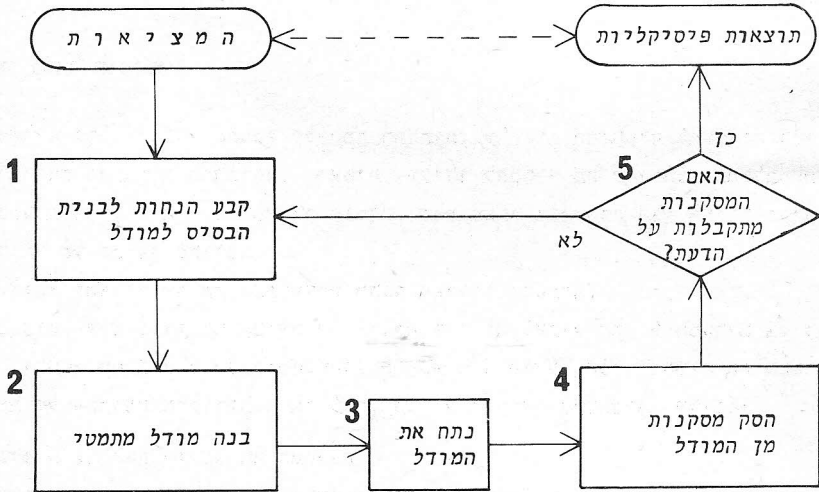 המציאות
תוצאות פיסיקליות
1
קבע הנחות לבנית
הבסיס למודל
5
כן
האם
המסקנות
מתקבלות על
הדעת?
לא
2
בנה מודל מתמטי
3
נתח את
המודל
4
הסק מסקנות
מן המודל